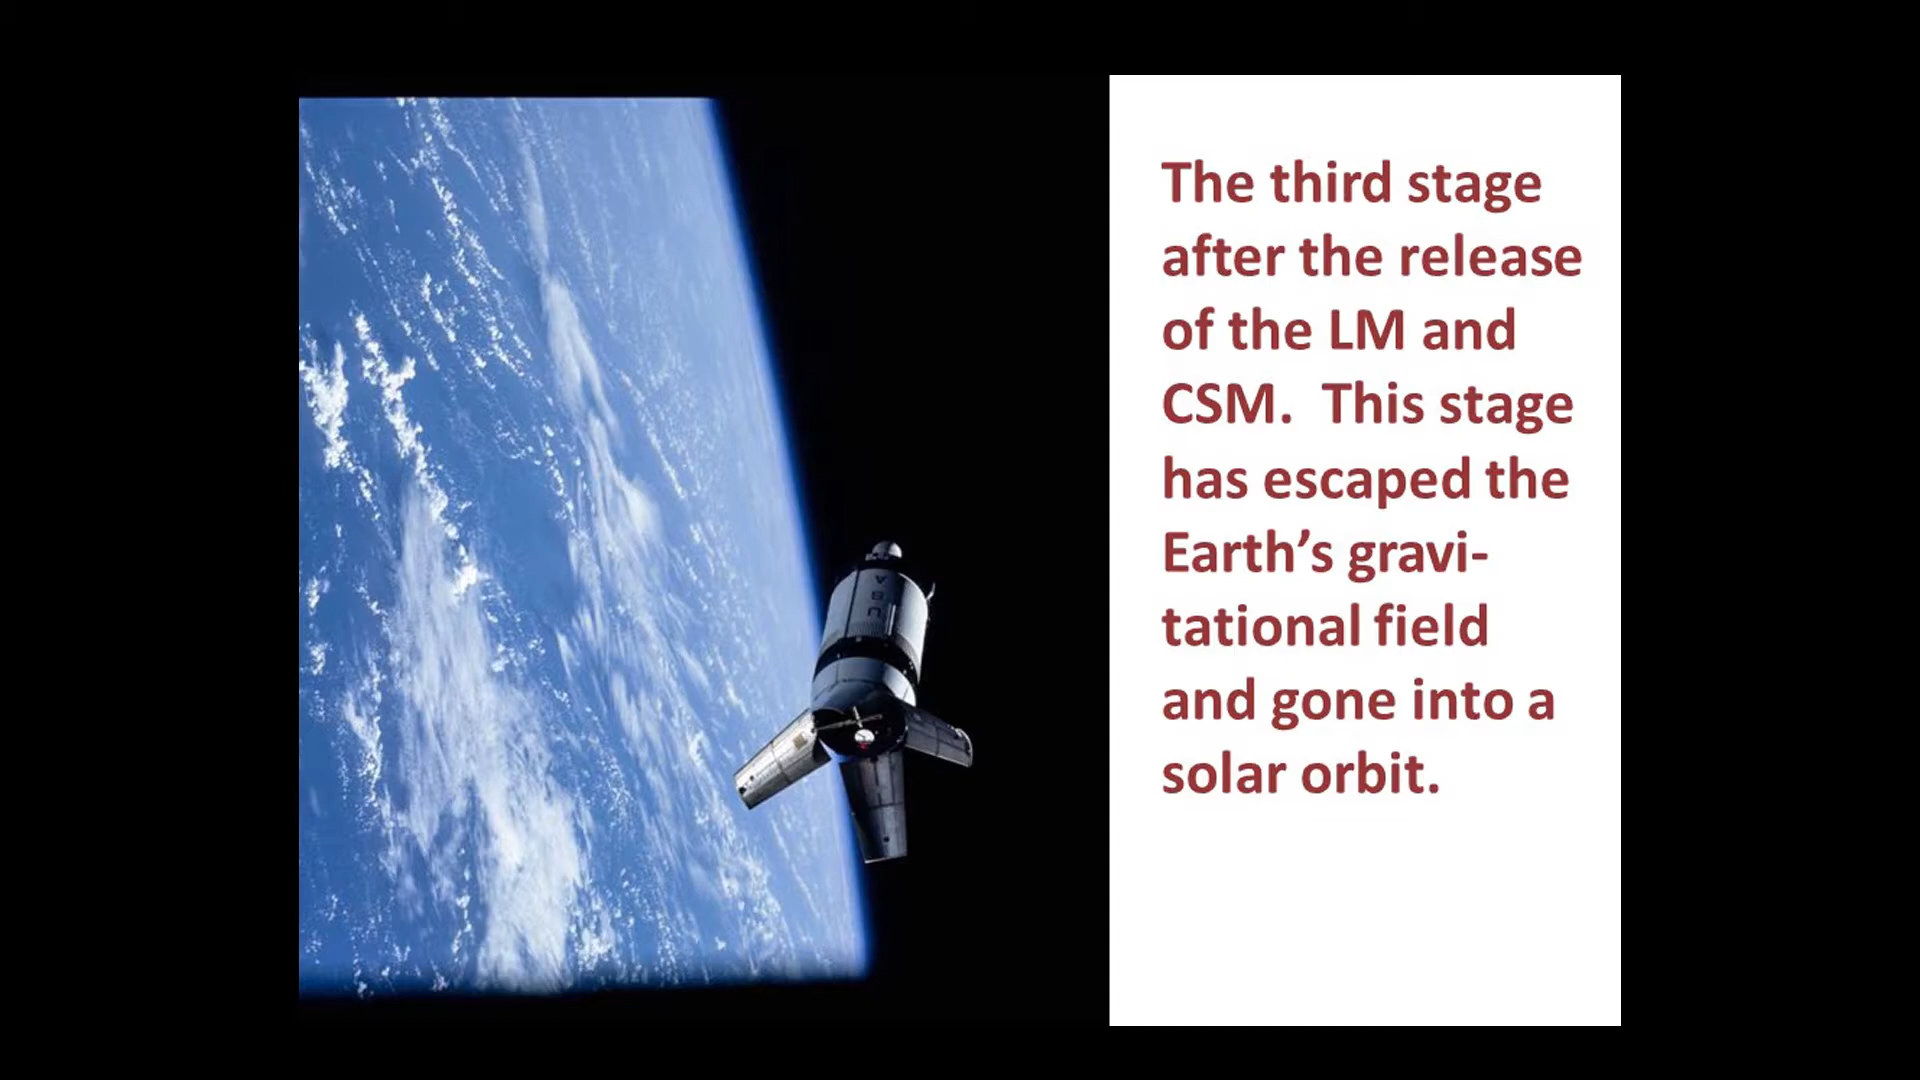 The third stage
after the release
of the LM and
CSM.  This stage
has escaped the
Earth’s gravi-
tational field
and gone into a
solar orbit.
USA